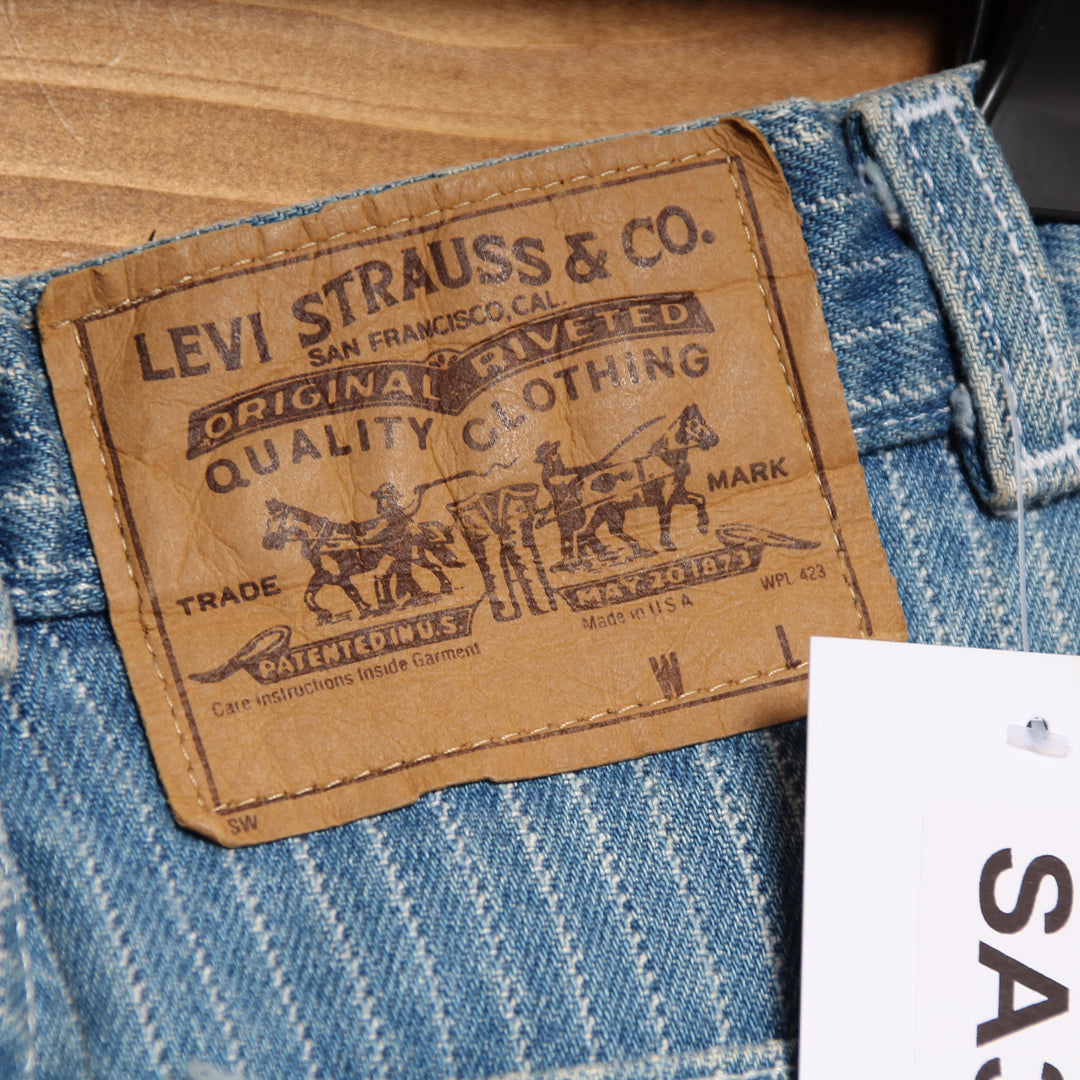 LEVI STRAUSS & CO.
SAN FRANCISCO, CAL.
ORIGINAL RIVETED
QUALITY CLOTHING
TRADE MARK
PATENTED IN U.S. MAY 20 1873
WPL 423
Care Instructions Inside Garment
Made in U S A
W L
SW